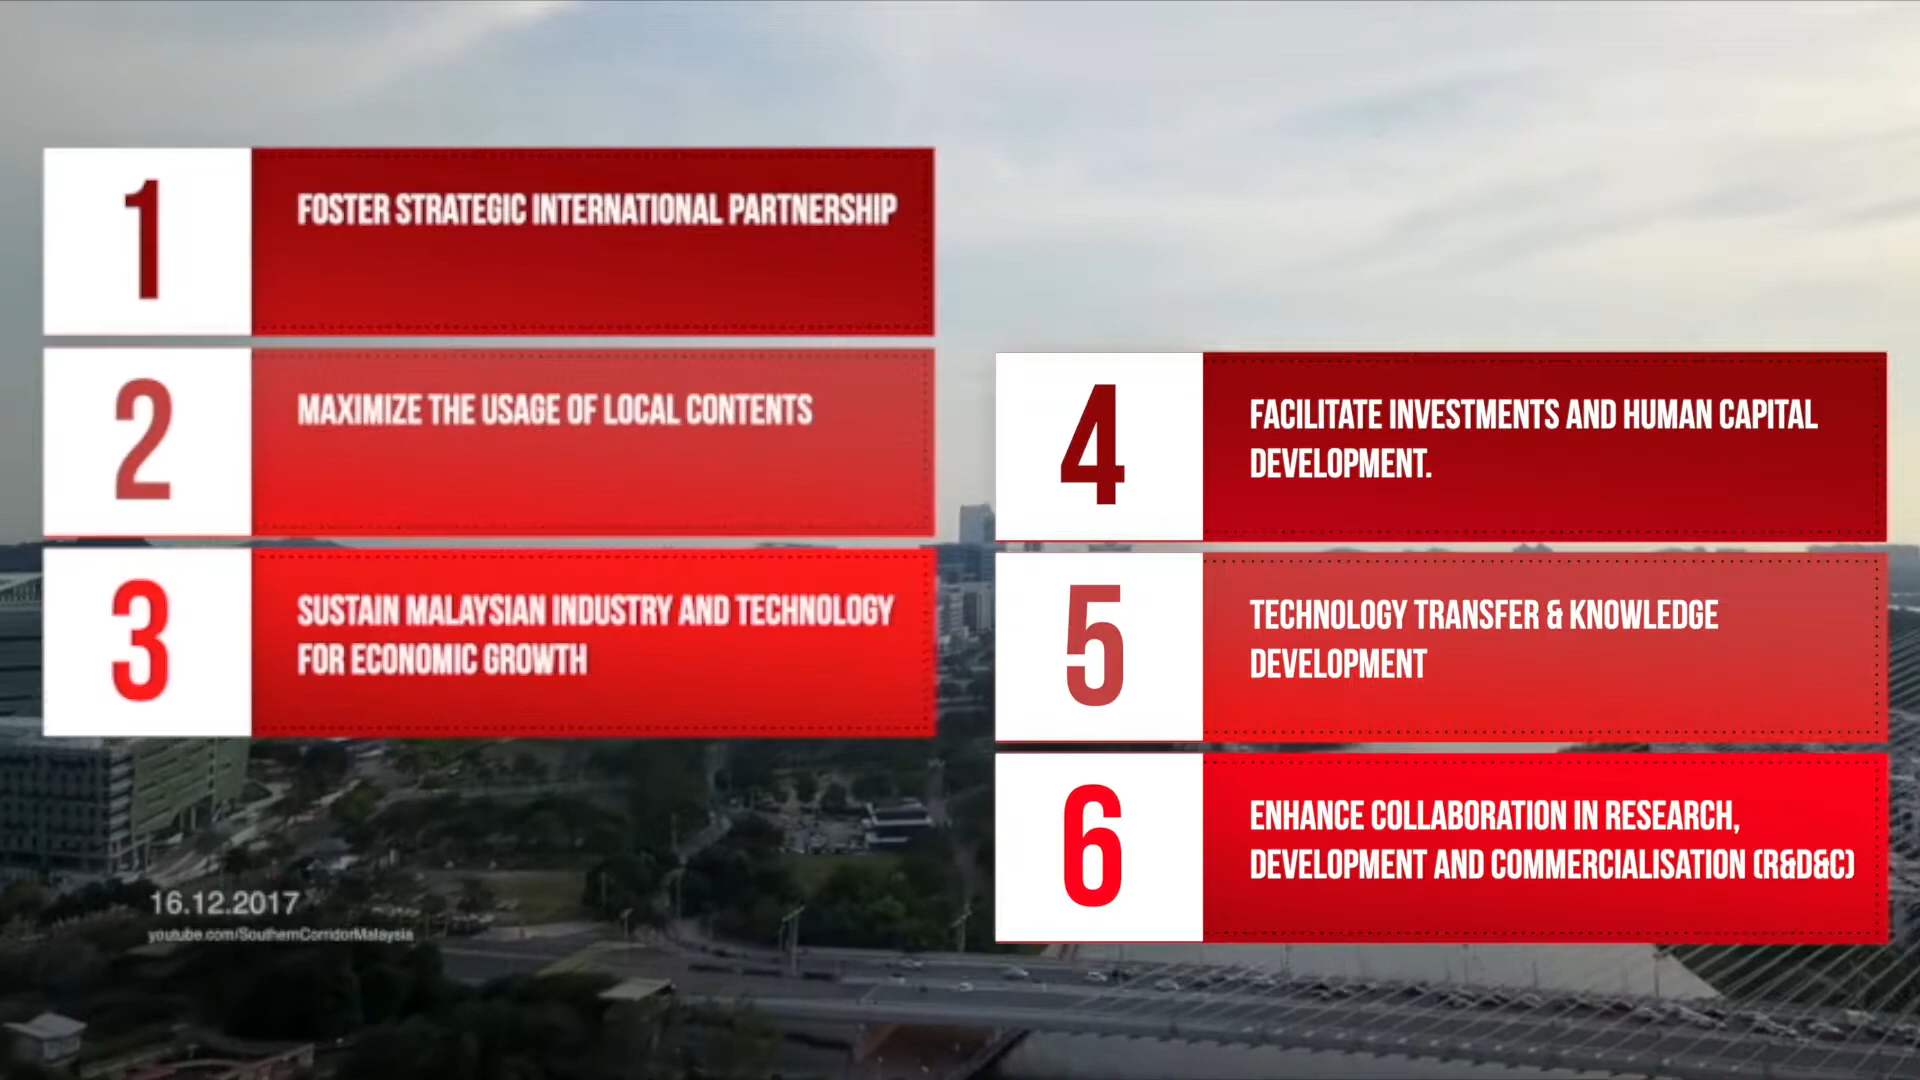 1
FOSTER STRATEGIC INTERNATIONAL PARTNERSHIP
2
MAXIMIZE THE USAGE OF LOCAL CONTENTS
3
SUSTAIN MALAYSIAN INDUSTRY AND TECHNOLOGY
FOR ECONOMIC GROWTH
4
FACILITATE INVESTMENTS AND HUMAN CAPITAL
DEVELOPMENT.
5
TECHNOLOGY TRANSFER & KNOWLEDGE
DEVELOPMENT
6
ENHANCE COLLABORATION IN RESEARCH,
DEVELOPMENT AND COMMERCIALISATION (R&D&C)
16.12.2017
youtube.com/SouthernCorridorMalaysia